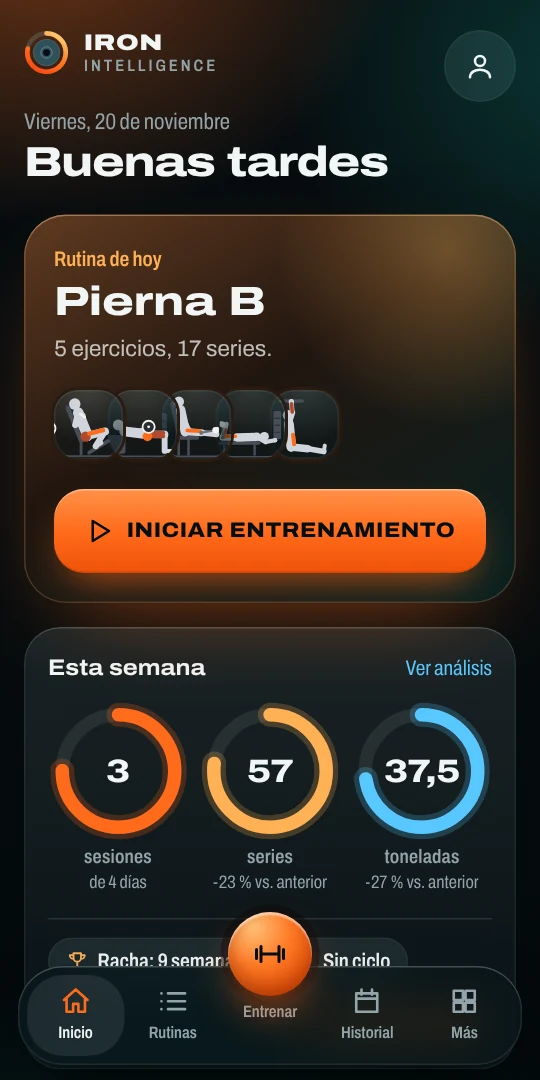 IRON
INTELLIGENCE
Viernes, 20 de noviembre
Buenas tardes
Rutina de hoy
Pierna B
5 ejercicios, 17 series.
INICIAR ENTRENAMIENTO
Esta semana
Ver análisis
3
57
37,5
sesiones
series
toneladas
de 4 días
-23 % vs. anterior
-27 % vs. anterior
Racha: 9
Sin ciclo
Inicio
Rutinas
Entrenar
Historial
Más